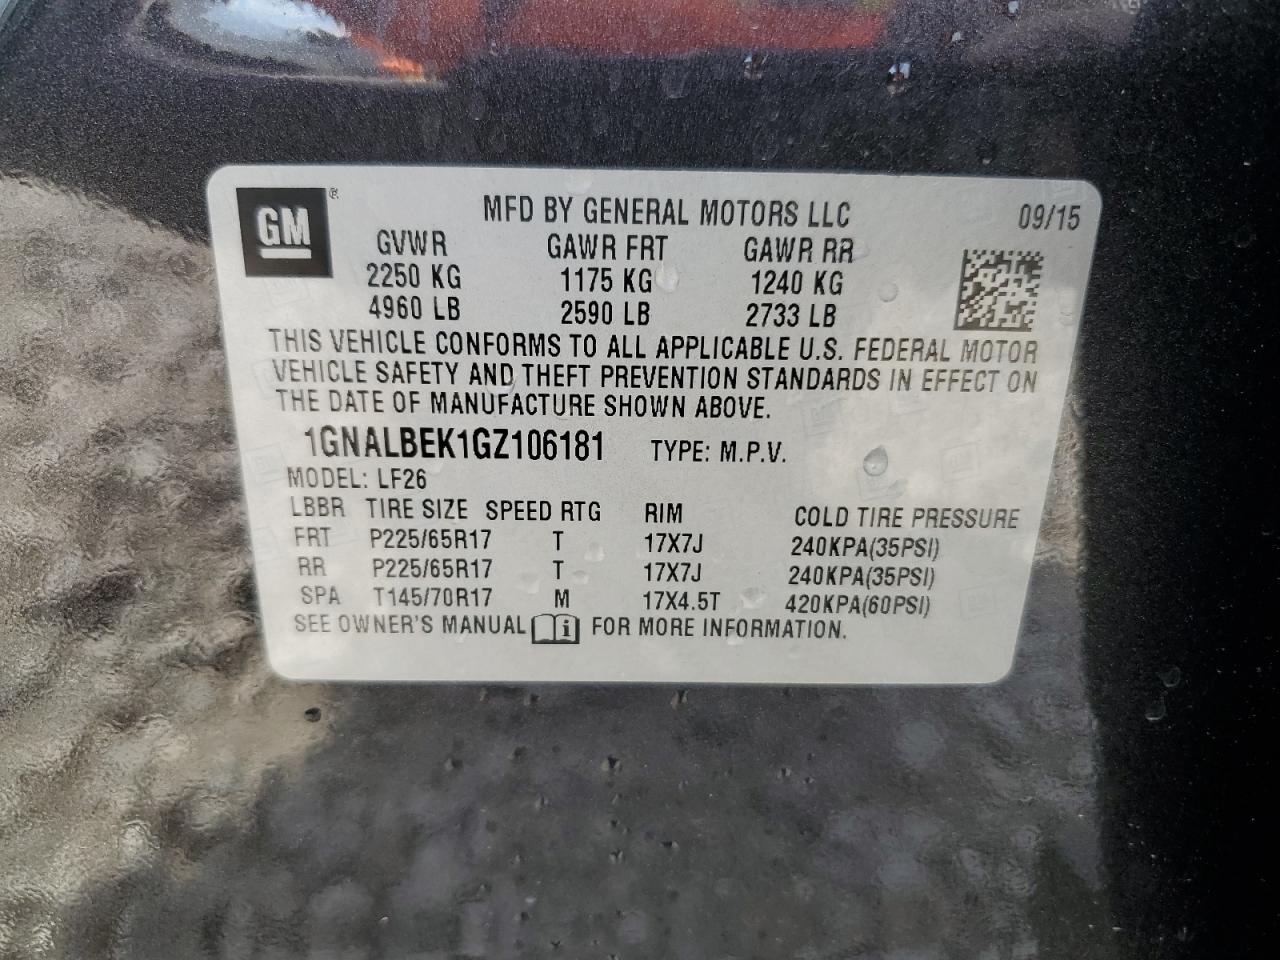 GM®
MFD BY GENERAL MOTORS LLC 09/15
GVWR GAWR FRT GAWR RR
2250 KG 1175 KG 1240 KG
4960 LB 2590 LB 2733 LB
THIS VEHICLE CONFORMS TO ALL APPLICABLE U.S. FEDERAL MOTOR
VEHICLE SAFETY AND THEFT PREVENTION STANDARDS IN EFFECT ON
THE DATE OF MANUFACTURE SHOWN ABOVE.
1GNALBEK1GZ106181 TYPE: M.P.V.
MODEL: LF26
LBBR TIRE SIZE SPEED RTG RIM COLD TIRE PRESSURE
FRT P225/65R17 T 17X7J 240KPA(35PSI)
RR P225/65R17 T 17X7J 240KPA(35PSI)
SPA T145/70R17 M 17X4.5T 420KPA(60PSI)
SEE OWNER'S MANUAL i FOR MORE INFORMATION.